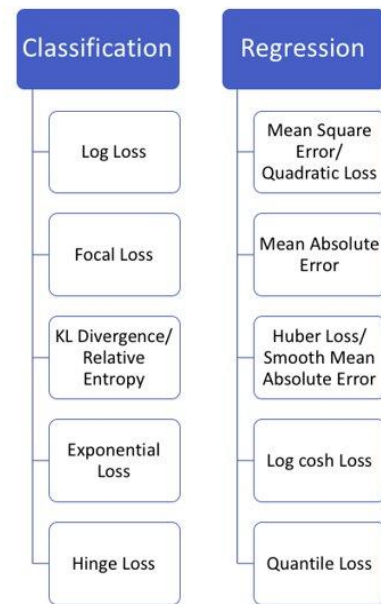 Classification
Log Loss
Focal Loss
KL Divergence/
Relative
Entropy
Exponential
Loss
Hinge Loss
Regression
Mean Square
Error/
Quadratic Loss
Mean Absolute
Error
Huber Loss/
Smooth Mean
Absolute Error
Log cosh Loss
Quantile Loss